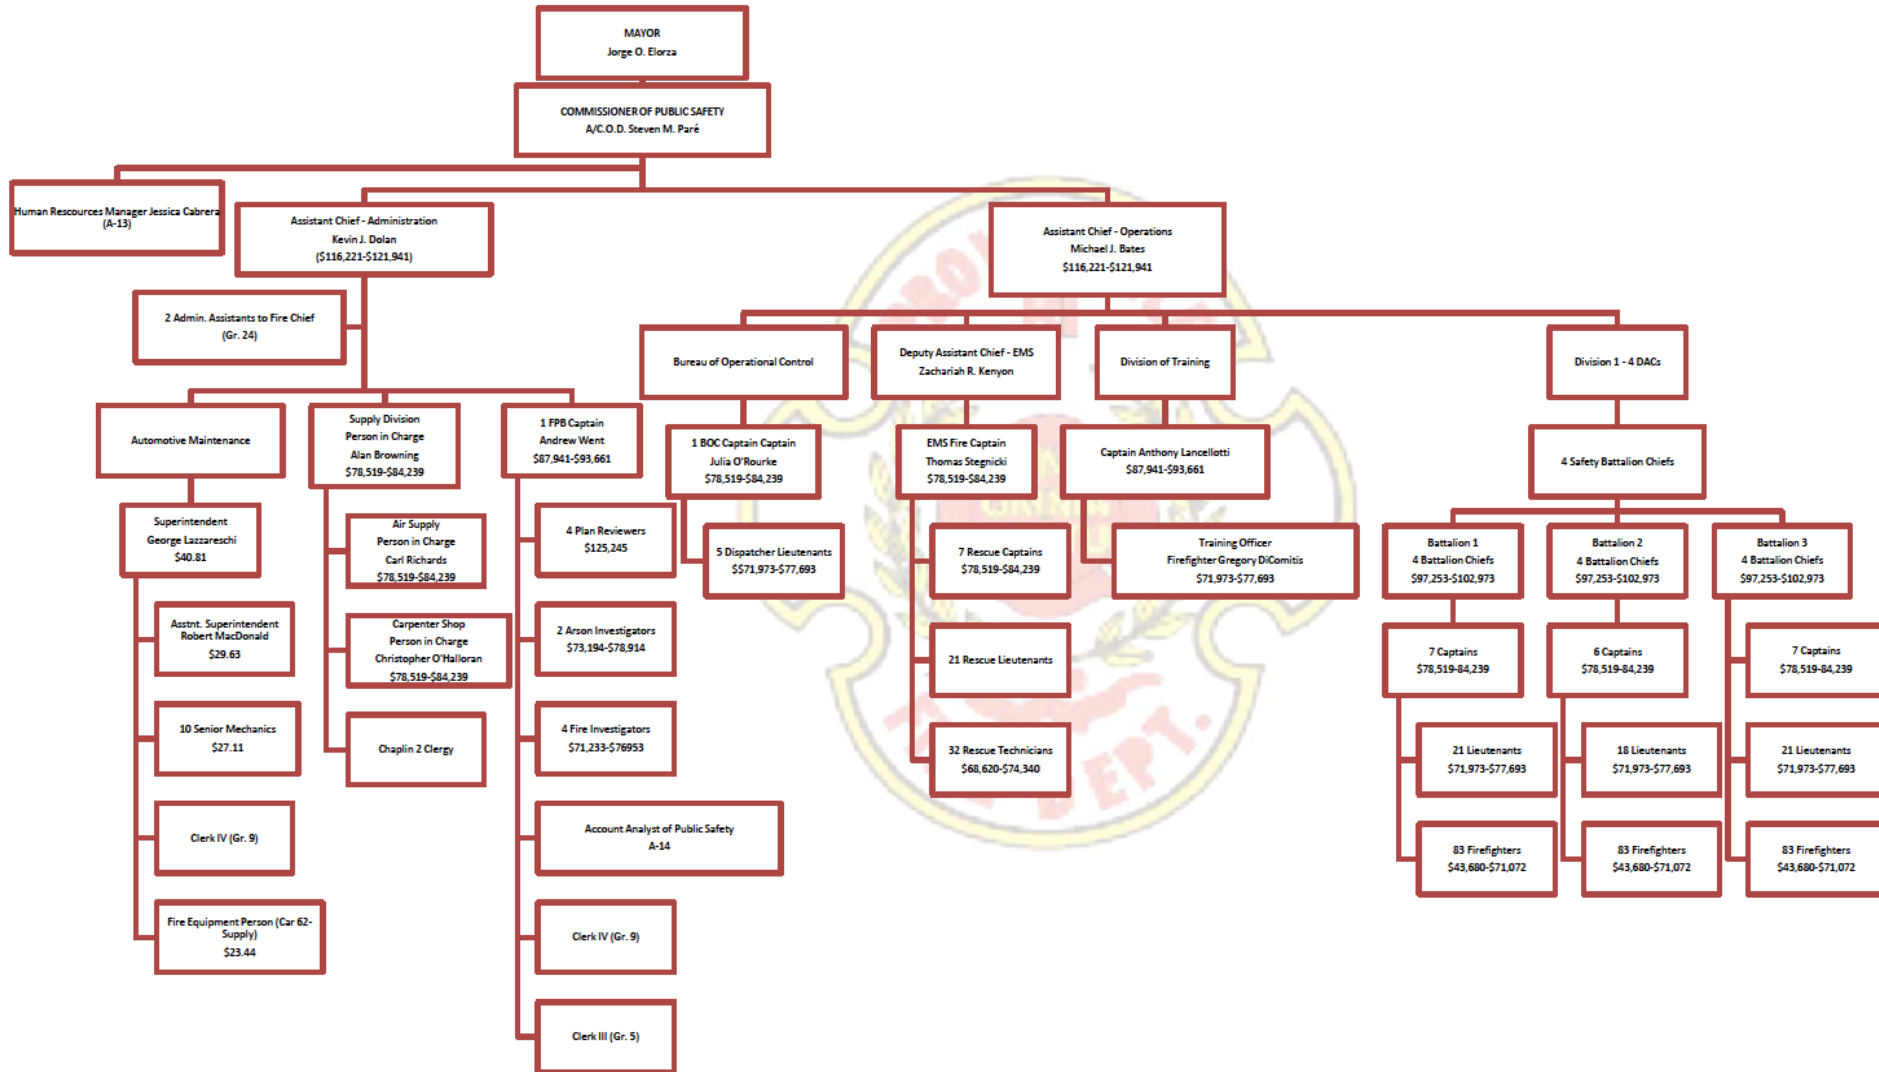 MAYOR
Jorge O. Elorza
COMMISSIONER OF PUBLIC SAFETY
A/C.O.D. Steven M. Paré
Human Rescources Manager Jessica Cabrera
(A-13)
Assistant Chief - Administration
Kevin J. Dolan
($116,221-$121,941)
Assistant Chief - Operations
Michael J. Bates
$116,221-$121,941
2 Admin. Assistants to Fire Chief
(Gr. 24)
Automotive Maintenance
Superintendent
George Lazzareschi
$40.81
Asstnt. Superintendent
Robert MacDonald
$29.63
10 Senior Mechanics
$27.11
Clerk IV (Gr. 9)
Fire Equipment Person (Car 62-
Supply)
$23.44
Supply Division
Person in Charge
Alan Browning
$78,519-$84,239
Air Supply
Person in Charge
Carl Richards
$78,519-$84,239
Carpenter Shop
Person in Charge
Christopher O'Halloran
$78,519-$84,239
Chaplin 2 Clergy
1 FPB Captain
Andrew Went
$87,941-$93,661
4 Plan Reviewers
$125,245
2 Arson Investigators
$73,194-$78,914
4 Fire Investigators
$71,233-$76953
Account Analyst of Public Safety
A-14
Clerk IV (Gr. 9)
Clerk III (Gr. 5)
Bureau of Operational Control
1 BOC Captain Captain
Julia O'Rourke
$78,519-$84,239
5 Dispatcher Lieutenants
$$71,973-$77,693
Deputy Assistant Chief - EMS
Zachariah R. Kenyon
EMS Fire Captain
Thomas Stegnicki
$78,519-$84,239
7 Rescue Captains
$78,519-$84,239
21 Rescue Lieutenants
32 Rescue Technicians
$68,620-$74,340
Division of Training
Captain Anthony Lancellotti
$87,941-$93,661
Training Officer
Firefighter Gregory DiComitis
$71,973-$77,693
Division 1 - 4 DACs
4 Safety Battalion Chiefs
Battalion 1
4 Battalion Chiefs
$97,253-$102,973
7 Captains
$78,519-84,239
21 Lieutenants
$71,973-$77,693
83 Firefighters
$43,680-$71,072
Battalion 2
4 Battalion Chiefs
$97,253-$102,973
6 Captains
$78,519-84,239
18 Lieutenants
$71,973-$77,693
83 Firefighters
$43,680-$71,072
Battalion 3
4 Battalion Chiefs
$97,253-$102,973
7 Captains
$78,519-84,239
21 Lieutenants
$71,973-$77,693
83 Firefighters
$43,680-$71,072
DEPT.